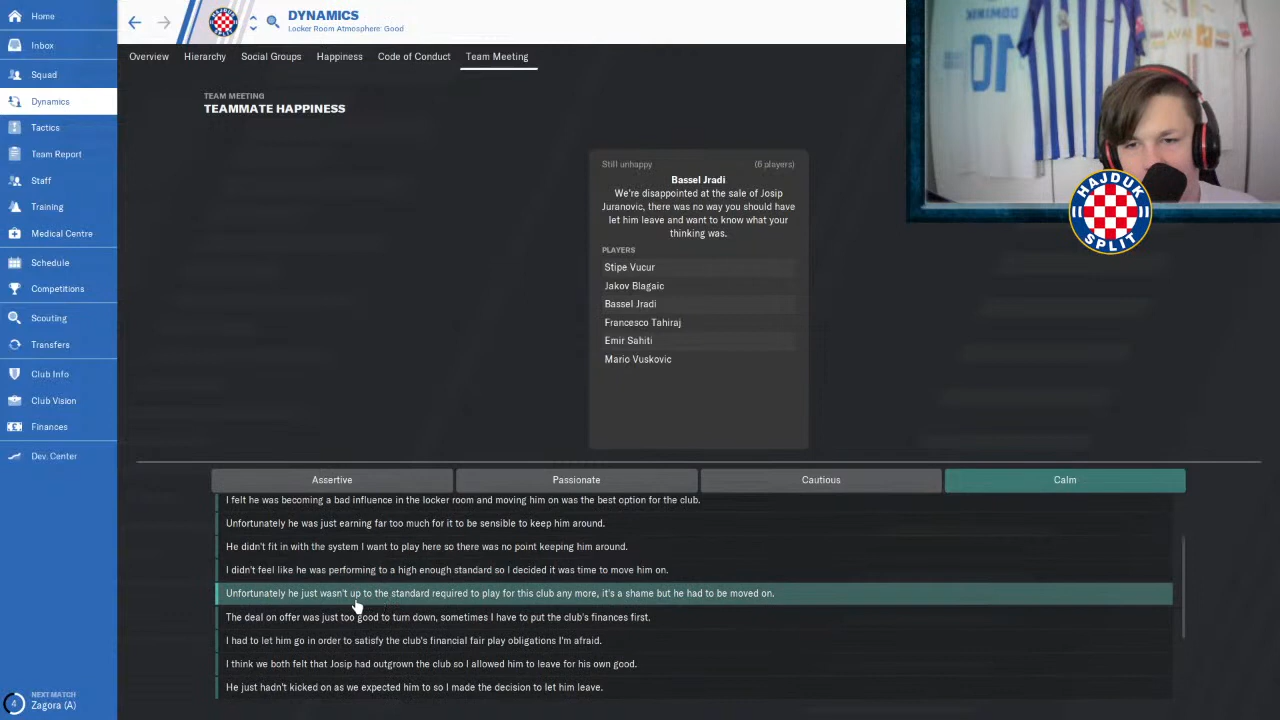 Home
Inbox
Squad
Dynamics
Tactics
Team Report
Staff
Training
Medical Centre
Schedule
Competitions
Scouting
Transfers
Club Info
Club Vision
Finances
Dev. Center
4
NEXT MATCH
Zagora (A)
DYNAMICS
Locker Room Atmosphere: Good
Overview
Hierarchy
Social Groups
Happiness
Code of Conduct
Team Meeting
TEAM MEETING
TEAMMATE HAPPINESS
Still unhappy
(6 players)
Bassel Jradi
We're disappointed at the sale of Josip
Juranovic, there was no way you should have
let him leave and want to know what your
thinking was.
PLAYERS
Stipe Vucur
Jakov Blagaic
Bassel Jradi
Francesco Tahiraj
Emir Sahiti
Mario Vuskovic
DOMINIK
10
HAJDUK
SPLIT
Assertive
Passionate
Cautious
Calm
I felt he was becoming a bad influence in the locker room and moving him on was the best option for the club.
Unfortunately he was just earning far too much for it to be sensible to keep him around.
He didn't fit in with the system I want to play here so there was no point keeping him around.
I didn't feel like he was performing to a high enough standard so I decided it was time to move him on.
Unfortunately he just wasn't up to the standard required to play for this club any more, it's a shame but he had to be moved on.
The deal on offer was just too good to turn down, sometimes I have to put the club's finances first.
I had to let him go in order to satisfy the club's financial fair play obligations I'm afraid.
I think we both felt that Josip had outgrown the club so I allowed him to leave for his own good.
He just hadn't kicked on as we expected him to so I made the decision to let him leave.